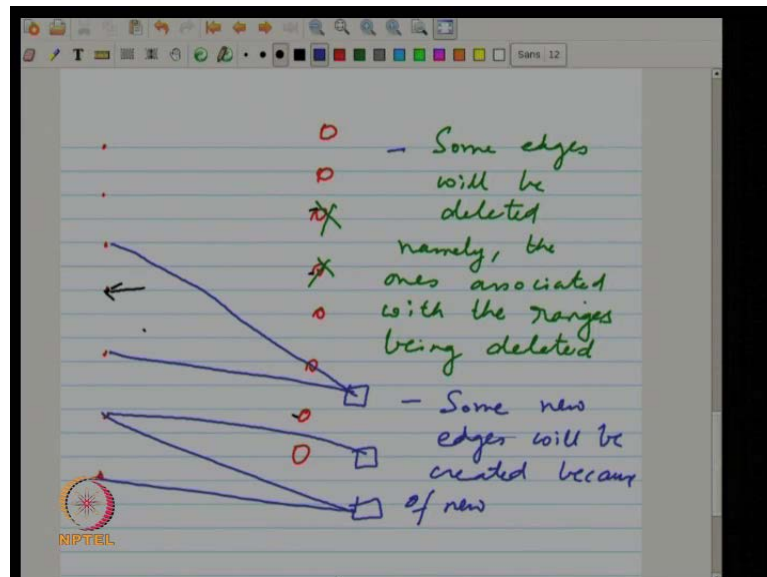 Sans 12
– Some edges
will be
deleted
namely, the
ones associated
with the ranges
being deleted
– Some new
edges will be
created becaue
of new
NPTEL